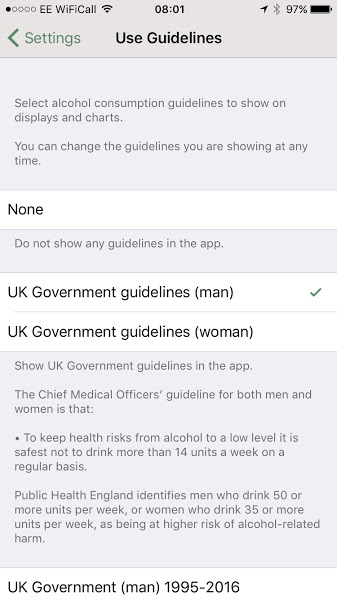 EE WiFiCall 08:01 97%
Settings Use Guidelines
Select alcohol consumption guidelines to show on
displays and charts.
You can change the guidelines you are showing at any
time.
None
Do not show any guidelines in the app.
UK Government guidelines (man)
UK Government guidelines (woman)
Show UK Government guidelines in the app.
The Chief Medical Officers' guideline for both men and
women is that:
• To keep health risks from alcohol to a low level it is
safest not to drink more than 14 units a week on a
regular basis.
Public Health England identifies men who drink 50 or
more units per week, or women who drink 35 or more
units per week, as being at higher risk of alcohol-related
harm.
UK Government (man) 1995-2016